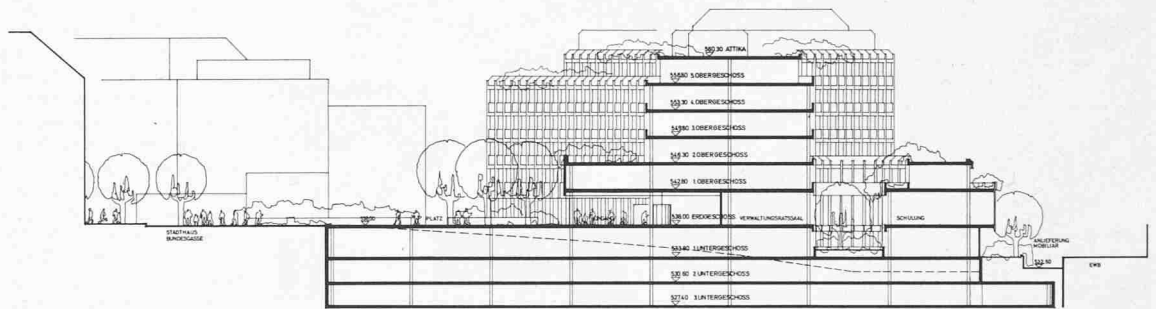 560.30 ATTIKA
556.80 5.OBERGESCHOSS
553.30 4.OBERGESCHOSS
549.80 3.OBERGESCHOSS
546.30 2.OBERGESCHOSS
542.80 1.OBERGESCHOSS
PLATZ
EINGANG
538.00 ERDGESCHOSS
VERWALTUNGSRATSSAAL
SCHULUNG
STADTHAUS
BUNDESGASSE
ANLIEFERUNG
MOBILIAR
533.40 1.UNTERGESCHOSS
532.50
EWB
530.60 2.UNTERGESCHOSS
527.40 3.UNTERGESCHOSS